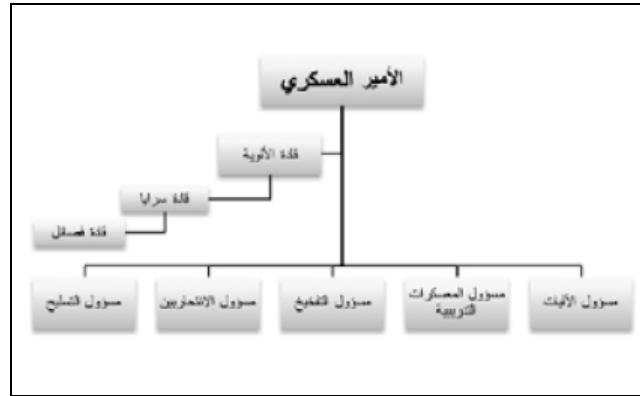 الأمير العسكري
قادة الألوية
قادة سرايا
قادة فصائل
مسؤول الآليات
مسؤول المعسكرات
التدريبية
مسؤول التفخيخ
مسؤول الانتحاريين
مسؤول التسليح